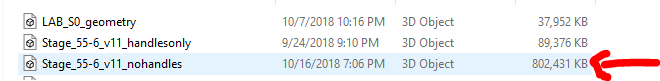 LAB_S0_geometry 10/7/2018 10:16 PM 3D Object 37,952 KB
Stage_55-6_v11_handlesonly 9/24/2018 9:10 PM 3D Object 89,376 KB
Stage_55-6_v11_nohandles 10/16/2018 7:06 PM 3D Object 802,431 KB